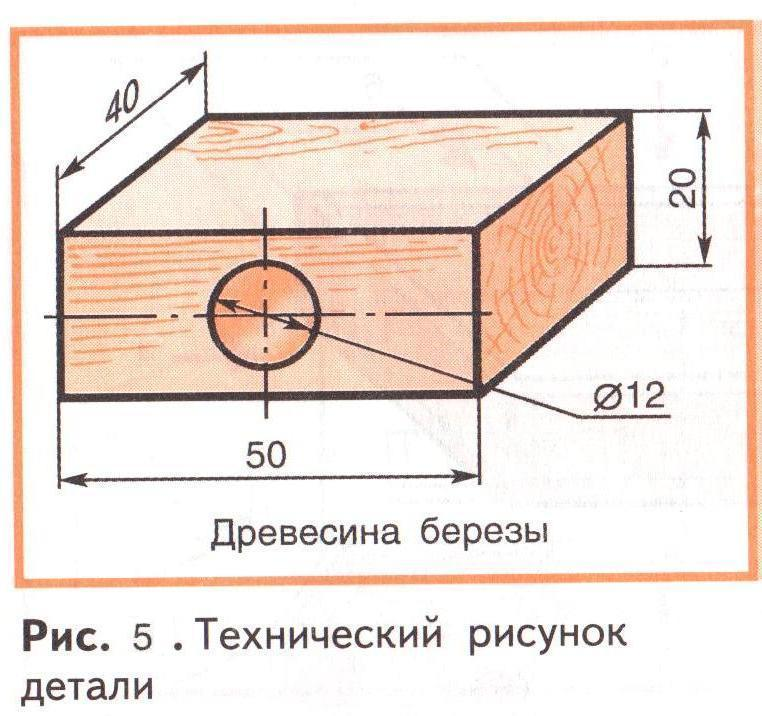 40
20
Ø12
50
Древесина березы
Рис. 5 . Технический рисунок
детали